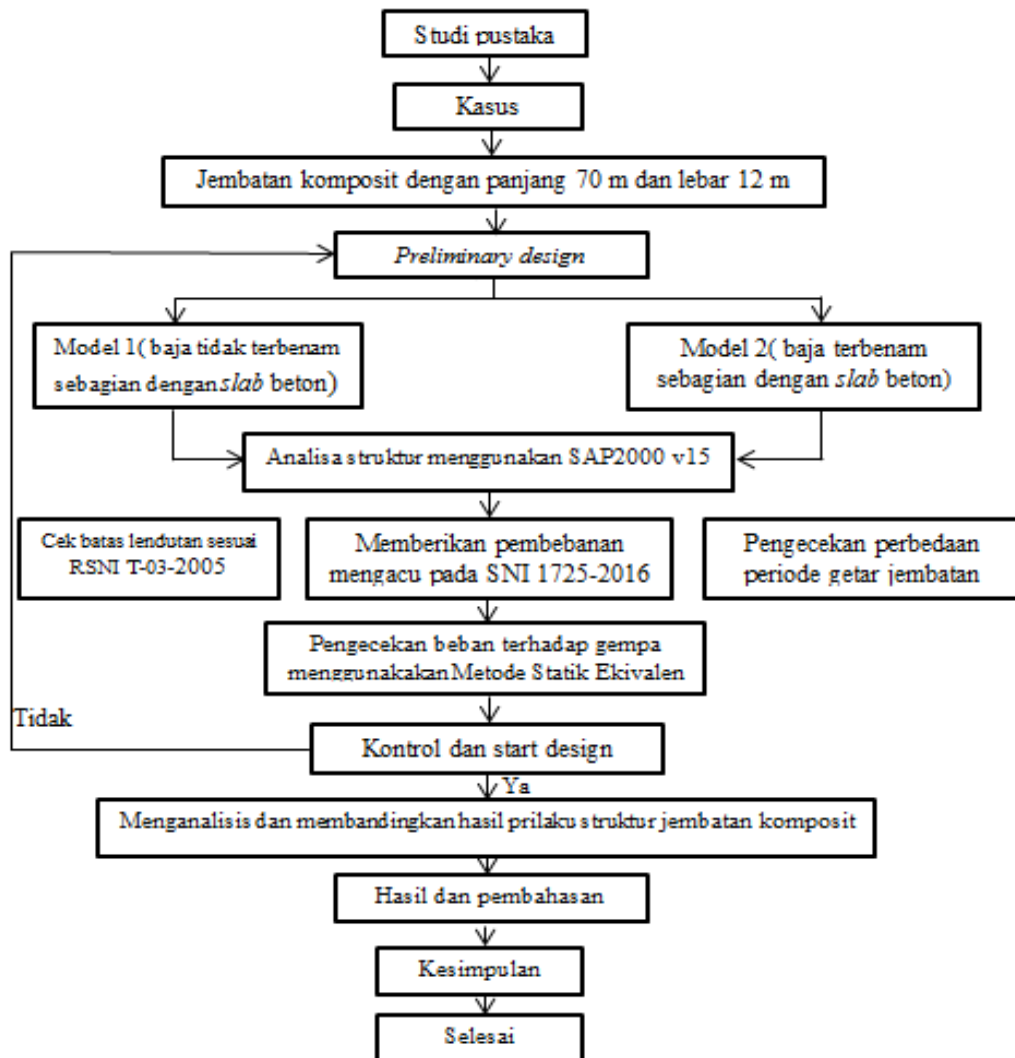 Studi pustaka
Kasus
Jembatan komposit dengan panjang 70 m dan lebar 12 m
Preliminary design
Model 1( baja tidak terbenam
sebagian dengan slab beton)
Model 2( baja terbenam
sebagian dengan slab beton)
Analisa struktur menggunakan SAP2000 v15
Cek batas lendutan sesuai
RSNI T-03-2005
Memberikan pembebanan
mengacu pada SNI 1725-2016
Pengecekan perbedaan
periode getar jembatan
Pengecekan beban terhadap gempa
menggunakakan Metode Statik Ekivalen
Tidak
Kontrol dan start design
Ya
Menganalisis dan membandingkan hasil prilaku struktur jembatan komposit
Hasil dan pembahasan
Kesimpulan
Selesai